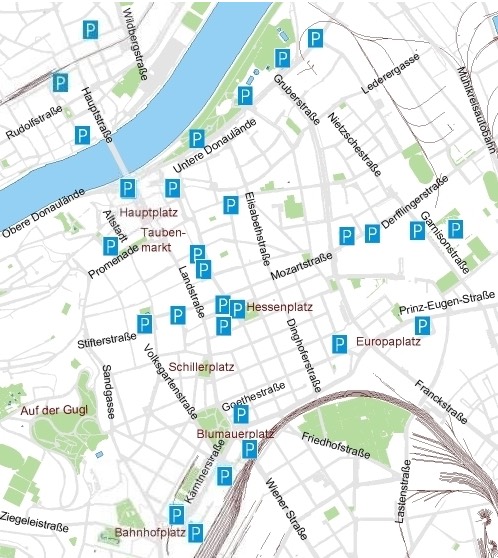 Wildbergstraße
P
P
P
P
Hauptstraße
Rudolfstraße
P
P
P
Gruberstraße
Lederergasse
Mühlkreisautobahn
Nietzschestraße
Untere Donaulände
Obere Donaulände
P
P
P
Hauptplatz
Altstadt
Tauben-
markt
Elisabethstraße
Derfflingerstraße
Garnisonstraße
P
P
P
P
P
Promenade
P
P
Landstraße
Mozartstraße
P
P
Hessenplatz
P
P
P
Prinz-Eugen-Straße
P
Stifterstraße
Dinghoferstraße
P
Europaplatz
Volksgartenstraße
Schillerplatz
Sandgasse
Goethestraße
Franckstraße
Auf der Gugl
P
Blumauerplatz
P
Friedhofstraße
Kärntnerstraße
P
Wiener Straße
Lastenstraße
Ziegeleistraße
P
Bahnhofplatz
P